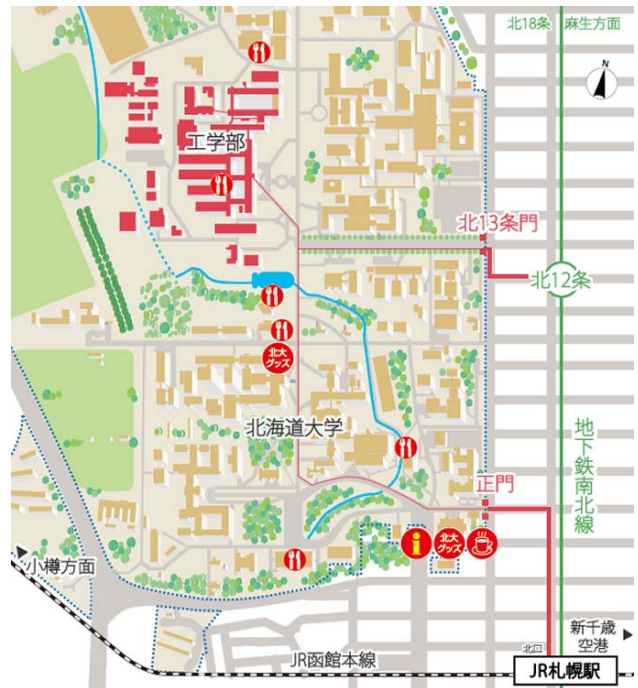 北18条
麻生方面
N
工学部
北13条門
北12条
北大
グッズ
北海道大学
地下鉄南北線
正門
i
北大
グッズ
小樽方面
新千歳
空港
北口
JR函館本線
JR札幌駅